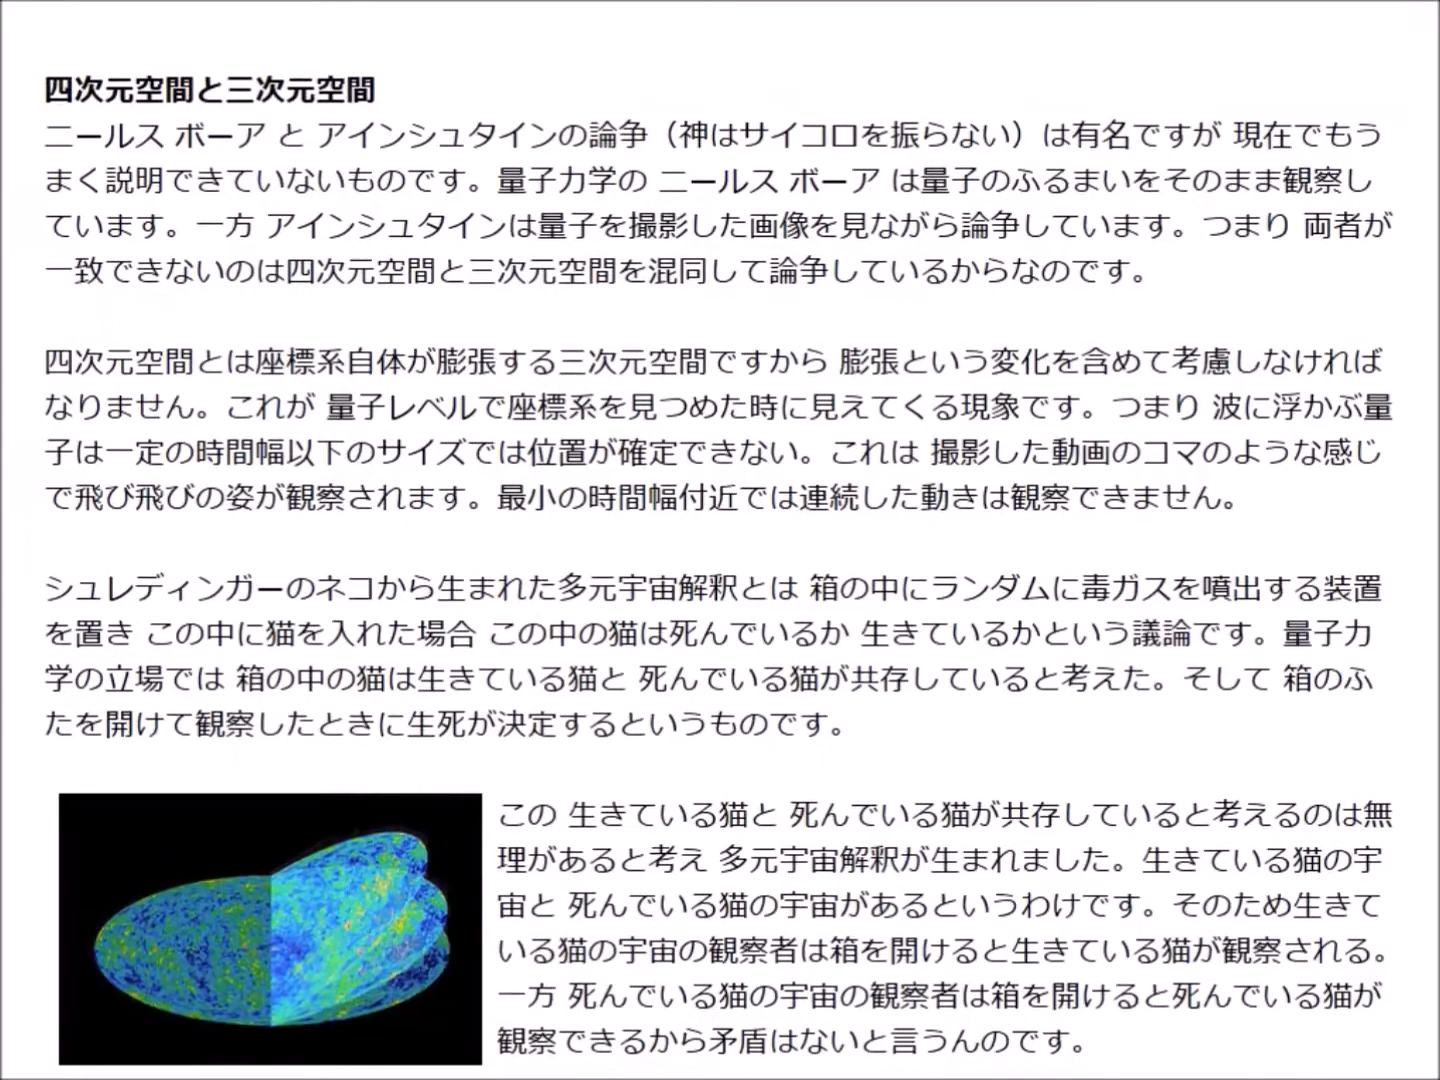 四次元空間と三次元空間
ニールス ボーア と アインシュタインの論争（神はサイコロを振らない）は有名ですが 現在でもう
まく説明できていないものです。量子力学の ニールス ボーア は量子のふるまいをそのまま観察し
ています。一方 アインシュタインは量子を撮影した画像を見ながら論争しています。つまり 両者が
一致できないのは四次元空間と三次元空間を混同して論争しているからなのです。
四次元空間とは座標系自体が膨張する三次元空間ですから 膨張という変化を含めて考慮しなければ
なりません。これが 量子レベルで座標系を見つめた時に見えてくる現象です。つまり 波に浮かぶ量
子は一定の時間幅以下のサイズでは位置が確定できない。これは 撮影した動画のコマのような感じ
で飛び飛びの姿が観察されます。最小の時間幅付近では連続した動きは観察できません。
シュレディンガーのネコから生まれた多元宇宙解釈とは 箱の中にランダムに毒ガスを噴出する装置
を置き この中に猫を入れた場合 この中の猫は死んでいるか 生きているかという議論です。量子力
学の立場では 箱の中の猫は生きている猫と 死んでいる猫が共存していると考えた。そして 箱のふ
たを開けて観察したときに生死が決定するというものです。
この 生きている猫と 死んでいる猫が共存していると考えるのは無
理があると考え 多元宇宙解釈が生まれました。生きている猫の宇
宙と 死んでいる猫の宇宙があるというわけです。そのため生きて
いる猫の宇宙の観察者は箱を開けると生きている猫が観察される。
一方 死んでいる猫の宇宙の観察者は箱を開けると死んでいる猫が
観察できるから矛盾はないと言うんのです。